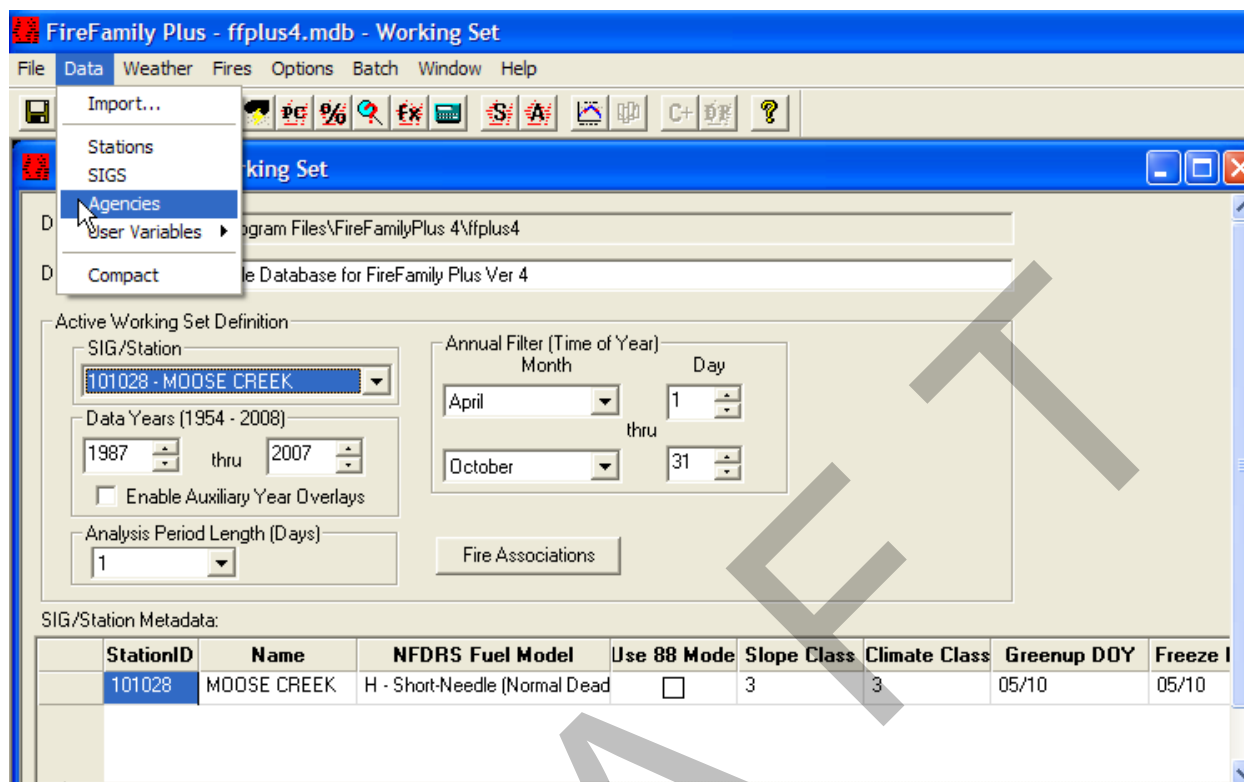 FireFamily Plus - ffplus4.mdb - Working Set
File Data Weather Fires Options Batch Window Help
Import...
Stations
SIGS
Agencies
User Variables
Compact
king Set
D ogram Files\FireFamilyPlus 4\ffplus4
D le Database for FireFamily Plus Ver 4
Active Working Set Definition
SIG/Station
101028 - MOOSE CREEK
Data Years (1954 - 2008)
1987 thru 2007
Enable Auxiliary Year Overlays
Analysis Period Length (Days)
1
Annual Filter (Time of Year)
Month Day
April 1
thru
October 31
Fire Associations
SIG/Station Metadata:
StationID Name NFDRS Fuel Model Use 88 Mode Slope Class Climate Class Greenup DOY Freeze
101028 MOOSE CREEK H - Short-Needle (Normal Dead 3 3 05/10 05/10
A F T